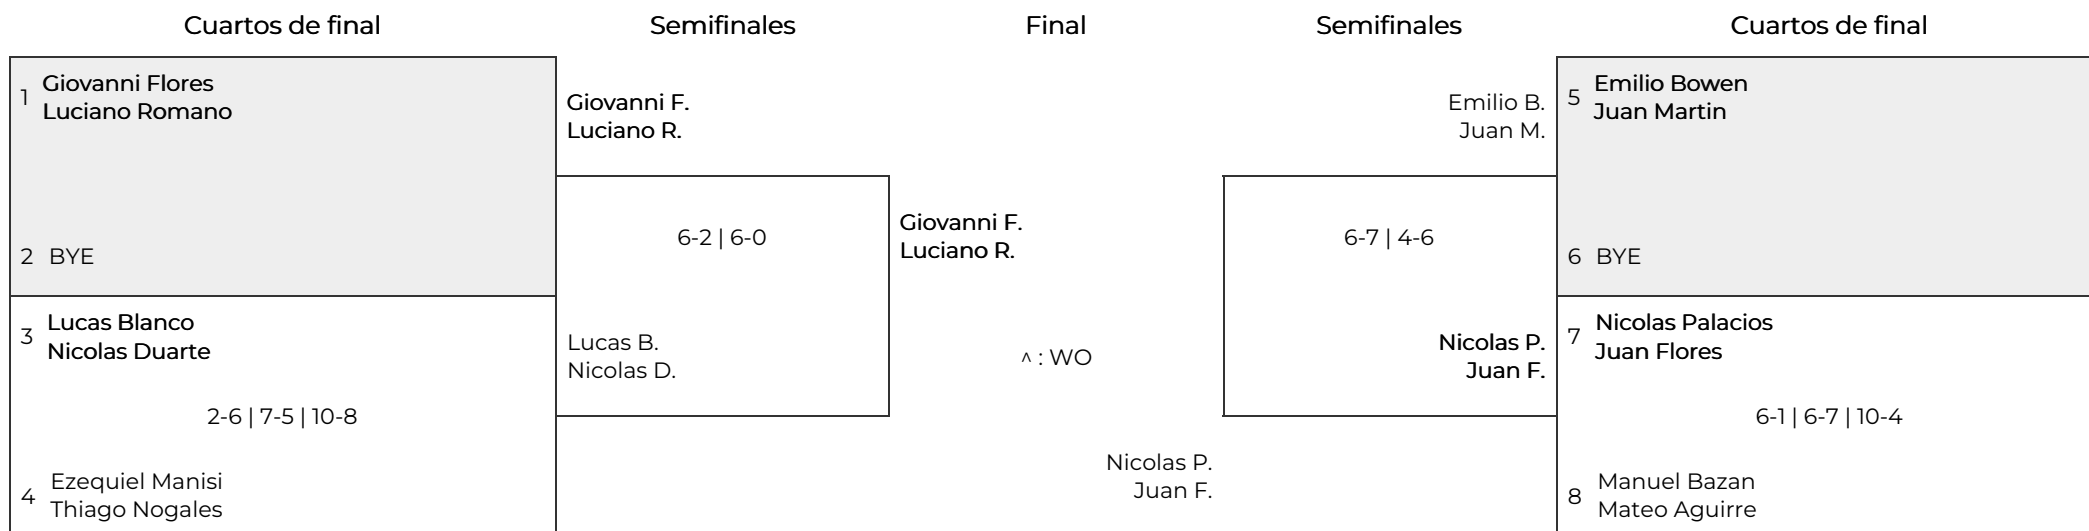 Cuartos de final
Semifinales
Final
Semifinales
Cuartos de final
1
Giovanni Flores
Luciano Romano
2 BYE
3
Lucas Blanco
Nicolas Duarte
2-6 | 7-5 | 10-8
4
Ezequiel Manisi
Thiago Nogales
Giovanni F.
Luciano R.
6-2 | 6-0
Lucas B.
Nicolas D.
Giovanni F.
Luciano R.
^ : WO
Nicolas P.
Juan F.
Emilio B.
Juan M.
6-7 | 4-6
Nicolas P.
Juan F.
5
Emilio Bowen
Juan Martin
6 BYE
7
Nicolas Palacios
Juan Flores
6-1 | 6-7 | 10-4
8
Manuel Bazan
Mateo Aguirre